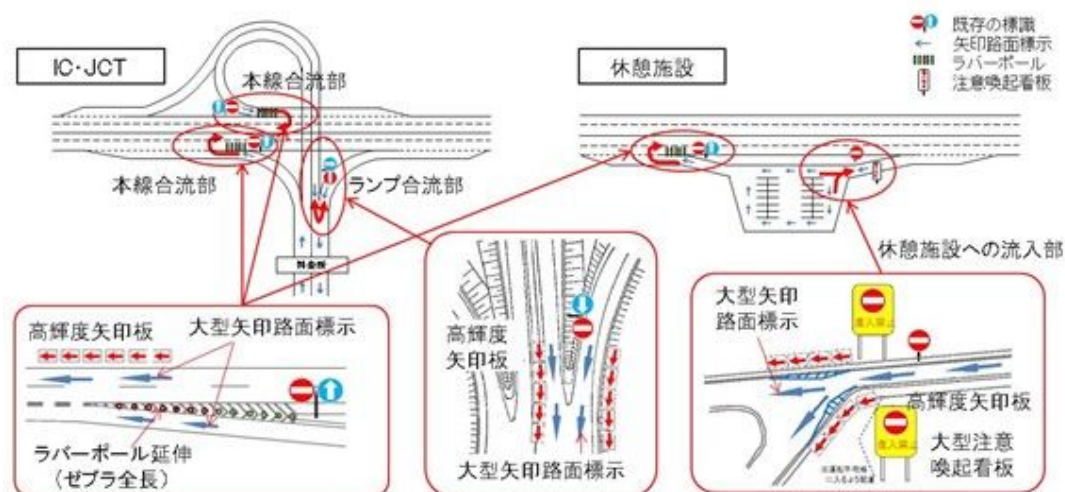 IC・JCT
本線合流部
本線合流部
ランプ合流部
料金所
休憩施設
既存の標識
矢印路面標示
ラバーポール
注意喚起看板
休憩施設への流入部
高輝度矢印板
大型矢印路面標示
ラバーポール延伸
(ゼブラ全長)
高輝度
矢印板
大型矢印路面標示
大型矢印
路面標示
進入禁止
高輝度矢印板
進入禁止
大型注意
喚起看板